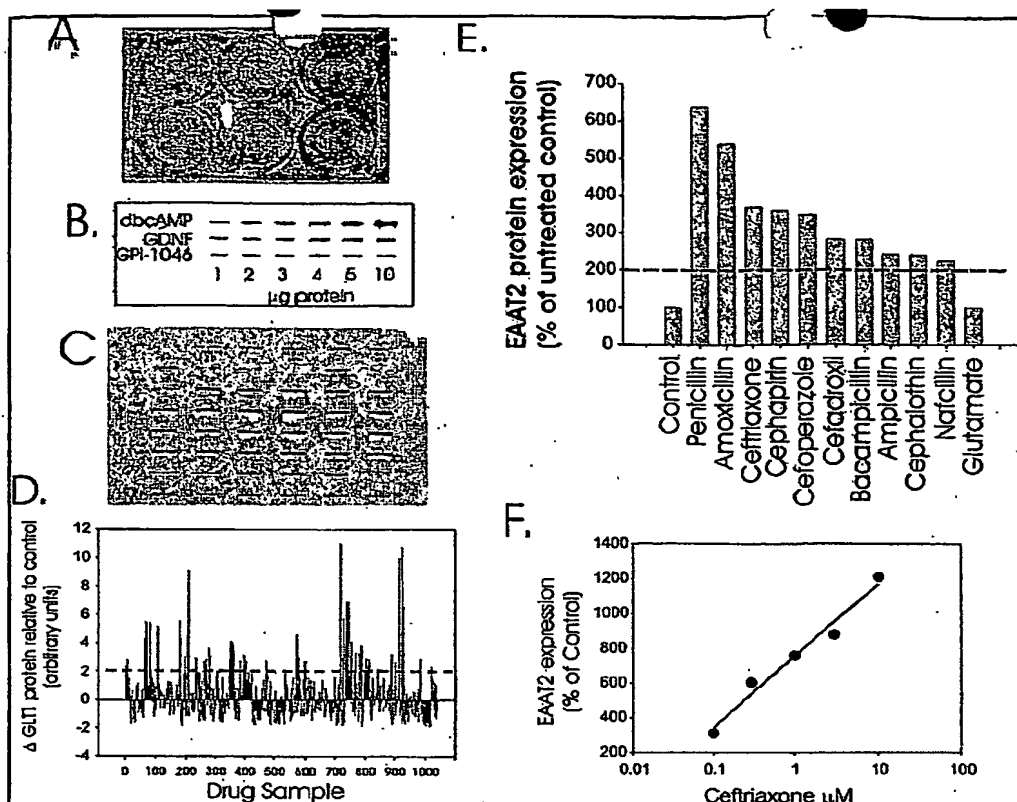 A.
B.
dbcAMP
GDNF
GPI-1046
1 2 3 4 5 10
µg protein
C
D.
Δ GLT1 protein relative to control
(arbitrary units)
12
10
8
6
4
2
0
-2
-4
0 100 200 300 400 500 600 700 800 900 1000
Drug Sample
E.
EAAT2 protein expression
(% of untreated control)
700
600
500
400
300
200
100
0
Control
Penicillin
Amoxicillin
Ceftriaxone
Cephapirin
Cefoperazole
Cefadroxil
Bacampicillin
Ampicillin
Cephalothin
Nafcillin
Glutamate
F.
EAAT2-expression
(% of Control)
1400
1200
1000
800
600
400
200
0.01 0.1 1 10 100
Ceftriaxone µM